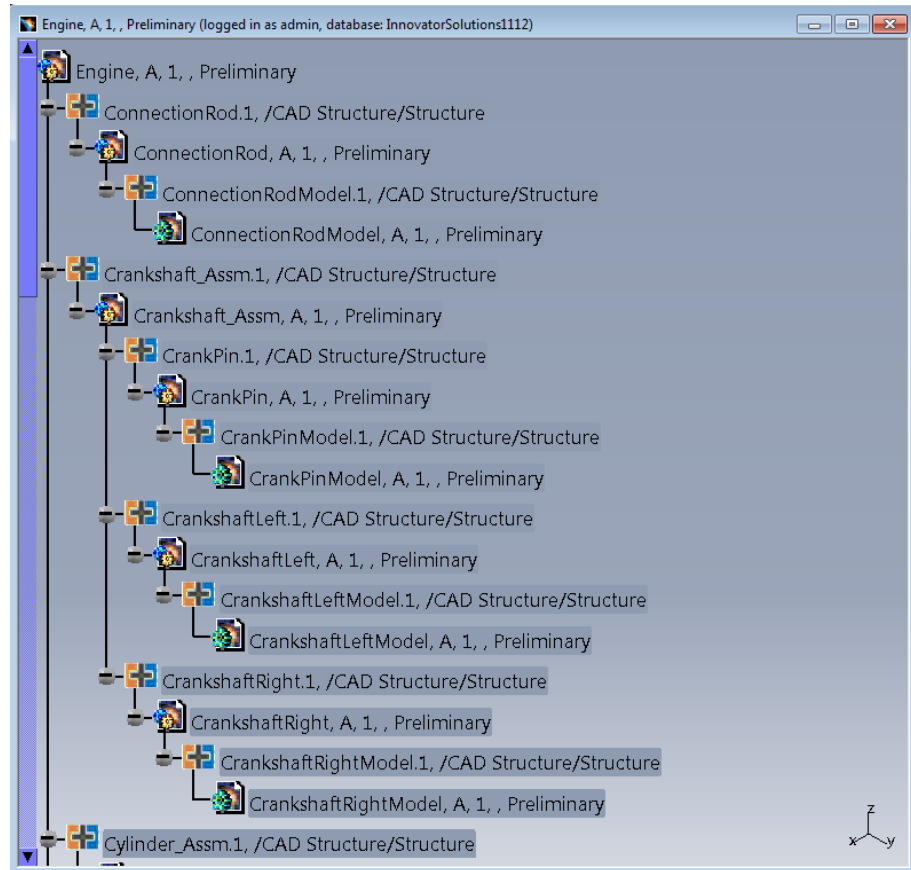 Engine, A, 1, , Preliminary (logged in as admin, database: InnovatorSolutions1112)
Engine, A, 1, , Preliminary
ConnectionRod.1, /CAD Structure/Structure
ConnectionRod, A, 1, , Preliminary
ConnectionRodModel.1, /CAD Structure/Structure
ConnectionRodModel, A, 1, , Preliminary
Crankshaft_Assm.1, /CAD Structure/Structure
Crankshaft_Assm, A, 1, , Preliminary
CrankPin.1, /CAD Structure/Structure
CrankPin, A, 1, , Preliminary
CrankPinModel.1, /CAD Structure/Structure
CrankPinModel, A, 1, , Preliminary
CrankshaftLeft.1, /CAD Structure/Structure
CrankshaftLeft, A, 1, , Preliminary
CrankshaftLeftModel.1, /CAD Structure/Structure
CrankshaftLeftModel, A, 1, , Preliminary
CrankshaftRight.1, /CAD Structure/Structure
CrankshaftRight, A, 1, , Preliminary
CrankshaftRightModel.1, /CAD Structure/Structure
CrankshaftRightModel, A, 1, , Preliminary
Cylinder_Assm.1, /CAD Structure/Structure
z
x y